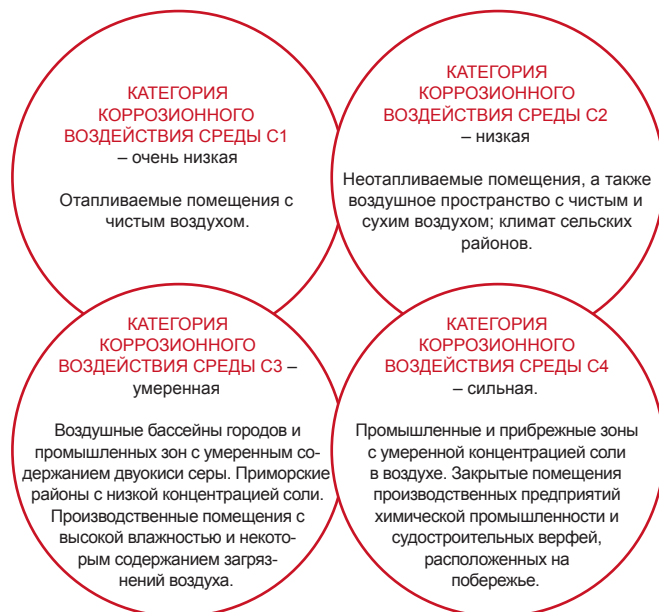 КАТЕГОРИЯ
КОРРОЗИОННОГО
ВОЗДЕЙСТВИЯ СРЕДЫ С1
– очень низкая
Отапливаемые помещения с
чистым воздухом.
КАТЕГОРИЯ
КОРРОЗИОННОГО
ВОЗДЕЙСТВИЯ СРЕДЫ С2
– низкая
Неотапливаемые помещения, а также
воздушное пространство с чистым и
сухим воздухом; климат сельских
районов.
КАТЕГОРИЯ
КОРРОЗИОННОГО
ВОЗДЕЙСТВИЯ СРЕДЫ С3 –
умеренная
Воздушные бассейны городов и
промышленных зон с умеренным со-
держанием двуокиси серы. Приморские
районы с низкой концентрацией соли.
Производственные помещения с
высокой влажностью и некото-
рым содержанием загряз-
нений воздуха.
КАТЕГОРИЯ
КОРРОЗИОННОГО
ВОЗДЕЙСТВИЯ СРЕДЫ С4
– сильная.
Промышленные и прибрежные зоны
с умеренной концентрацией соли
в воздухе. Закрытые помещения
производственных предприятий
химической промышленности и
судостроительных верфей,
расположенных на
побережье.